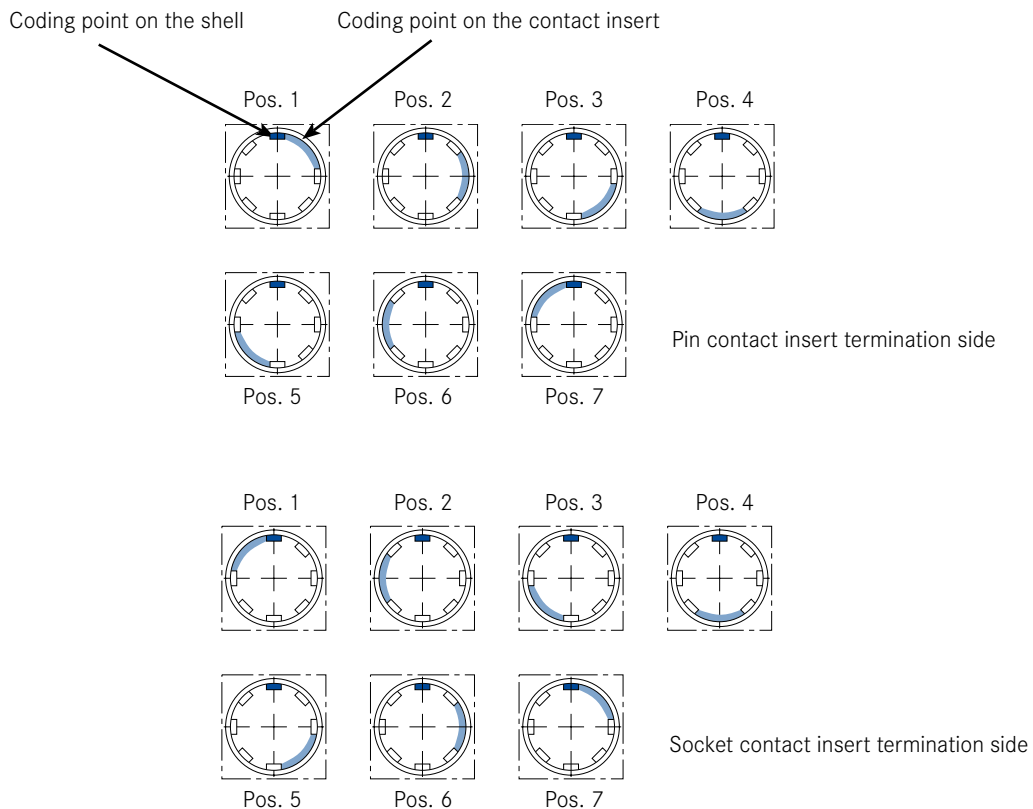 Coding point on the shell
Coding point on the contact insert
Pos. 1
Pos. 2
Pos. 3
Pos. 4
Pin contact insert termination side
Pos. 5
Pos. 6
Pos. 7
Pos. 1
Pos. 2
Pos. 3
Pos. 4
Socket contact insert termination side
Pos. 5
Pos. 6
Pos. 7